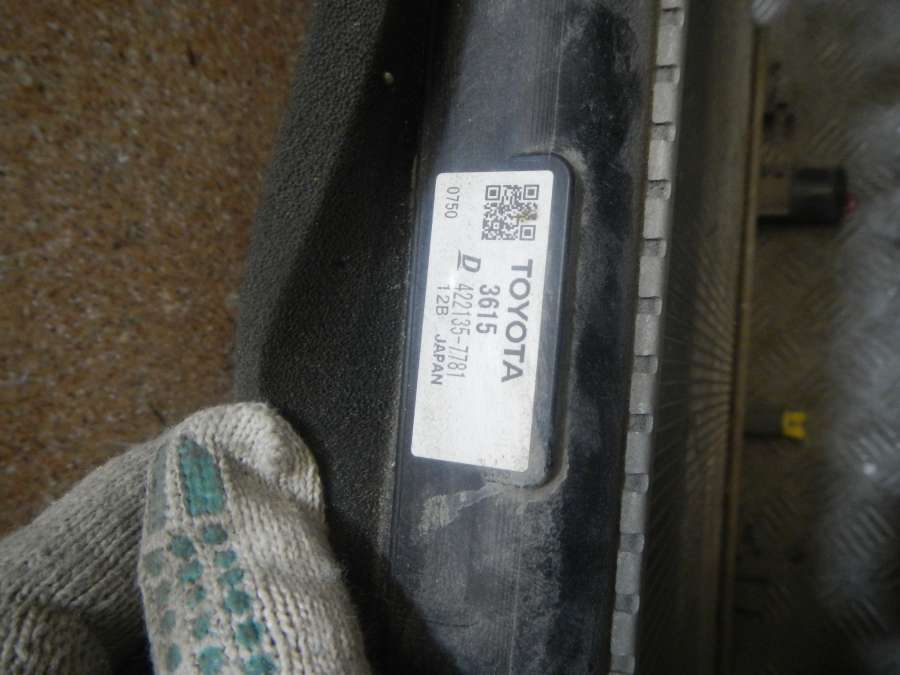 TOYOTA
3615
D 422135-7781
12B JAPAN
0750